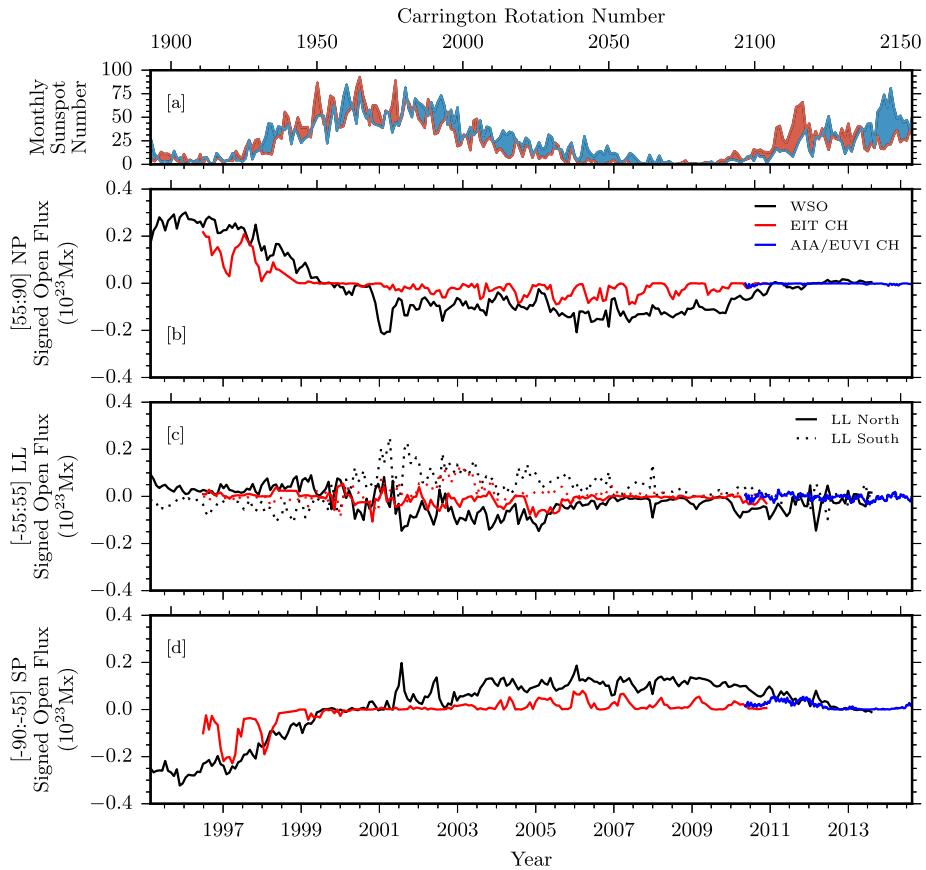 Carrington Rotation Number
1900 1950 2000 2050 2100 2150
Monthly
Sunspot
Number
100
75
50
25
0
[a]
[55:90] NP
Signed Open Flux
(10²³Mx)
0.4
0.2
0.0
−0.2
−0.4
[b]
WSO
EIT CH
AIA/EUVI CH
[-55:55] LL
Signed Open Flux
(10²³Mx)
0.4
0.2
0.0
−0.2
−0.4
[c]
LL North
LL South
[-90:-55] SP
Signed Open Flux
(10²³Mx)
0.4
0.2
0.0
−0.2
−0.4
[d]
1997 1999 2001 2003 2005 2007 2009 2011 2013
Year